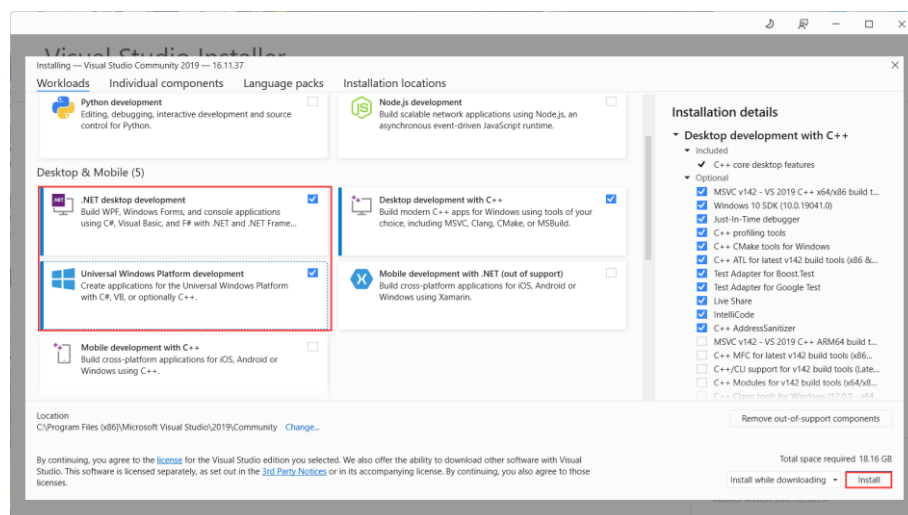 Visual Studio Installer
Installing — Visual Studio Community 2019 — 16.11.37
Workloads Individual components Language packs Installation locations
Python development
Editing, debugging, interactive development and source
control for Python.
Node.js development
Build scalable network applications using Node.js, an
asynchronous event-driven JavaScript runtime.
Desktop & Mobile (5)
.NET desktop development
Build WPF, Windows Forms, and console applications
using C#, Visual Basic, and F# with .NET and .NET Frame...
Desktop development with C++
Build modern C++ apps for Windows using tools of your
choice, including MSVC, Clang, CMake, or MSBuild.
Universal Windows Platform development
Create applications for the Universal Windows Platform
with C#, VB, or optionally C++.
Mobile development with .NET (out of support)
Build cross-platform applications for iOS, Android or
Windows using Xamarin.
Mobile development with C++
Build cross-platform applications for iOS, Android or
Windows using C++.
Installation details
Desktop development with C++
Included
C++ core desktop features
Optional
MSVC v142 - VS 2019 C++ x64/x86 build t...
Windows 10 SDK (10.0.19041.0)
Just-In-Time debugger
C++ profiling tools
C++ CMake tools for Windows
C++ ATL for latest v142 build tools (x86 &...
Test Adapter for Boost.Test
Test Adapter for Google Test
Live Share
IntelliCode
C++ AddressSanitizer
MSVC v142 - VS 2019 C++ ARM64 build t...
C++ MFC for latest v142 build tools (x86...
C++/CLI support for v142 build tools (Late...
C++ Modules for v142 build tools (x64/x8...
C++ Clang tools for Windows (12.0.0 - x64...
Location
C:\Program Files (x86)\Microsoft Visual Studio\2019\Community Change...
Remove out-of-support components
By continuing, you agree to the license for the Visual Studio edition you selected. We also offer the ability to download other software with Visual
Studio. This software is licensed separately, as set out in the 3rd Party Notices or in its accompanying license. By continuing, you also agree to those
licenses.
Total space required 18.16 GB
Install while downloading Install